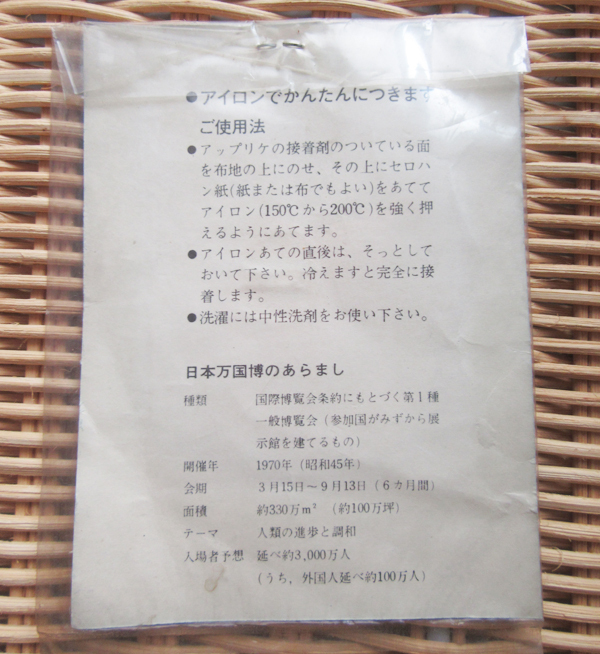 ●アイロンでかんたんにつきます
ご使用法
●アップリケの接着剤のついている面
を布地の上にのせ、その上にセロハ
ン紙(紙または布でもよい)をあてて
アイロン(150℃から200℃)を強く押
えるようにあてます。
●アイロンあての直後は、そっとして
おいて下さい。冷えますと完全に接
着します。
●洗濯には中性洗剤をお使い下さい。
日本万国博のあらまし
種類 国際博覧会条約にもとづく第1種
一般博覧会(参加国がみずから展
示館を建てるもの)
開催年 1970年(昭和45年)
会期 3月15日〜9月13日(6カ月間)
面積 約330万m² (約100万坪)
テーマ 人類の進歩と調和
入場者予想 延べ約3,000万人
(うち,外国人延べ約100万人)